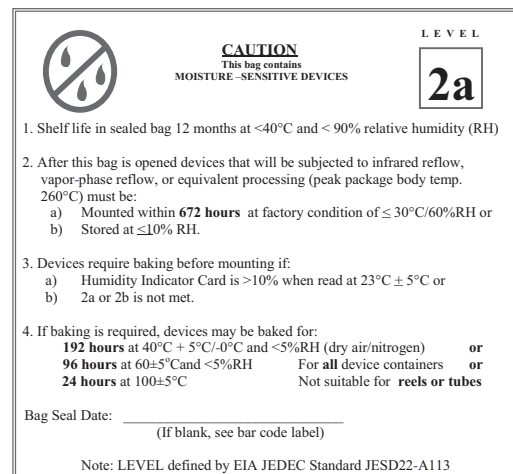 LEVEL
2a
CAUTION
This bag contains
MOISTURE –SENSITIVE DEVICES
1. Shelf life in sealed bag 12 months at <40°C and < 90% relative humidity (RH)
2. After this bag is opened devices that will be subjected to infrared reflow,
vapor-phase reflow, or equivalent processing (peak package body temp.
260°C) must be:
a) Mounted within 672 hours at factory condition of ≤ 30°C/60%RH or
b) Stored at ≤10% RH.
3. Devices require baking before mounting if:
a) Humidity Indicator Card is >10% when read at 23°C ± 5°C or
b) 2a or 2b is not met.
4. If baking is required, devices may be baked for:
192 hours at 40°C + 5°C/-0°C and <5%RH (dry air/nitrogen) or
96 hours at 60±5°Cand <5%RH For all device containers or
24 hours at 100±5°C Not suitable for reels or tubes
Bag Seal Date: ______________________________
(If blank, see bar code label)
Note: LEVEL defined by EIA JEDEC Standard JESD22-A113